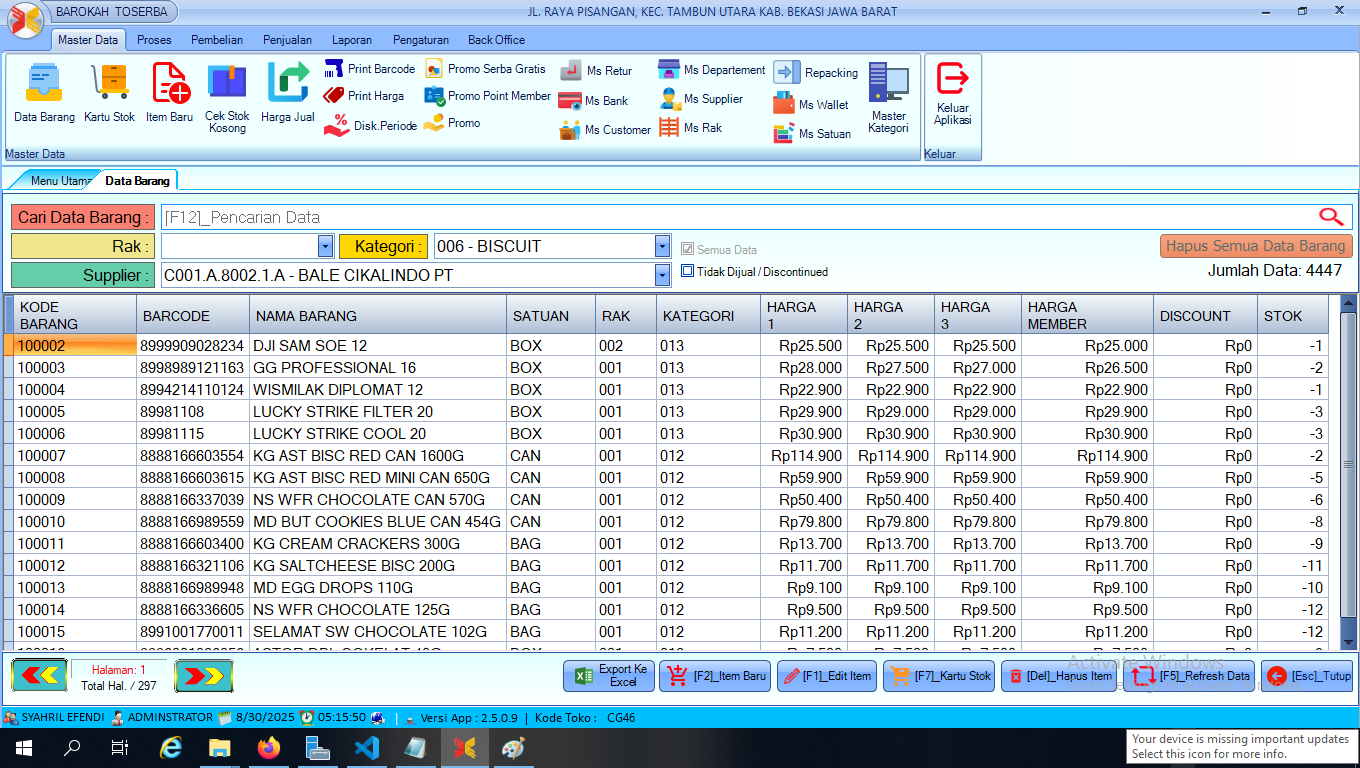 BAROKAH TOSERBA
JL. RAYA PISANGAN, KEC. TAMBUN UTARA KAB. BEKASI JAWA BARAT
Master Data Proses Pembelian Penjualan Laporan Pengaturan Back Office
Data Barang Kartu Stok Item Baru Cek Stok Kosong Harga Jual
Print Barcode
Print Harga
Disk.Periode
Promo Serba Gratis
Promo Point Member
Promo
Ms Retur
Ms Bank
Ms Customer
Ms Departement
Ms Supplier
Ms Rak
Repacking
Ms Wallet
Ms Satuan
Master Kategori
Keluar Aplikasi
Master Data
Keluar
Menu Utama Data Barang
Cari Data Barang : [F12]_Pencarian Data
Rak : Kategori : 006 - BISCUIT Semua Data Hapus Semua Data Barang
Supplier : C001.A.8002.1.A - BALE CIKALINDO PT Tidak Dijual / Discontinued Jumlah Data: 4447
KODE BARANG BARCODE NAMA BARANG SATUAN RAK KATEGORI HARGA 1 HARGA 2 HARGA 3 HARGA MEMBER DISCOUNT STOK
100002 8999909028234 DJI SAM SOE 12 BOX 002 013 Rp25.500 Rp25.500 Rp25.500 Rp25.000 Rp0 -1
100003 8998989121163 GG PROFESSIONAL 16 BOX 001 013 Rp28.000 Rp27.500 Rp27.000 Rp26.500 Rp0 -2
100004 8994214110124 WISMILAK DIPLOMAT 12 BOX 001 013 Rp22.900 Rp22.900 Rp22.900 Rp22.900 Rp0 -1
100005 89981108 LUCKY STRIKE FILTER 20 BOX 001 013 Rp29.900 Rp29.000 Rp29.000 Rp29.900 Rp0 -3
100006 89981115 LUCKY STRIKE COOL 20 BOX 001 013 Rp30.900 Rp30.900 Rp30.900 Rp30.900 Rp0 -3
100007 8888166603554 KG AST BISC RED CAN 1600G CAN 001 012 Rp114.900 Rp114.900 Rp114.900 Rp114.900 Rp0 -2
100008 8888166603615 KG AST BISC RED MINI CAN 650G CAN 001 012 Rp59.900 Rp59.900 Rp59.900 Rp59.900 Rp0 -5
100009 8888166337039 NS WFR CHOCOLATE CAN 570G CAN 001 012 Rp50.400 Rp50.400 Rp50.400 Rp50.400 Rp0 -6
100010 8888166989559 MD BUT COOKIES BLUE CAN 454G CAN 001 012 Rp79.800 Rp79.800 Rp79.800 Rp79.800 Rp0 -8
100011 8888166603400 KG CREAM CRACKERS 300G BAG 001 012 Rp13.700 Rp13.700 Rp13.700 Rp13.700 Rp0 -9
100012 8888166321106 KG SALTCHEESE BISC 200G BAG 001 012 Rp11.700 Rp11.700 Rp11.700 Rp11.700 Rp0 -11
100013 8888166989948 MD EGG DROPS 110G BAG 001 012 Rp9.100 Rp9.100 Rp9.100 Rp9.100 Rp0 -10
100014 8888166336605 NS WFR CHOCOLATE 125G BAG 001 012 Rp9.500 Rp9.500 Rp9.500 Rp9.500 Rp0 -12
100015 8991001770011 SELAMAT SW CHOCOLATE 102G BAG 001 012 Rp11.200 Rp11.200 Rp11.200 Rp11.200 Rp0 -12
Halaman: 1
Total Hal. / 297
Export Ke Excel [F2]_Item Baru [F1]_Edit Item [F7]_Kartu Stok [Del]_Hapus Item [F5]_Refresh Data [Esc]_Tutup
Activate Windows
SYAHRIL EFENDI ADMINSTRATOR 8/30/2025 05:15:50 | Versi App : 2.5.0.9 | Kode Toko : CG46
Your device is missing important updates
Select this icon for more info.